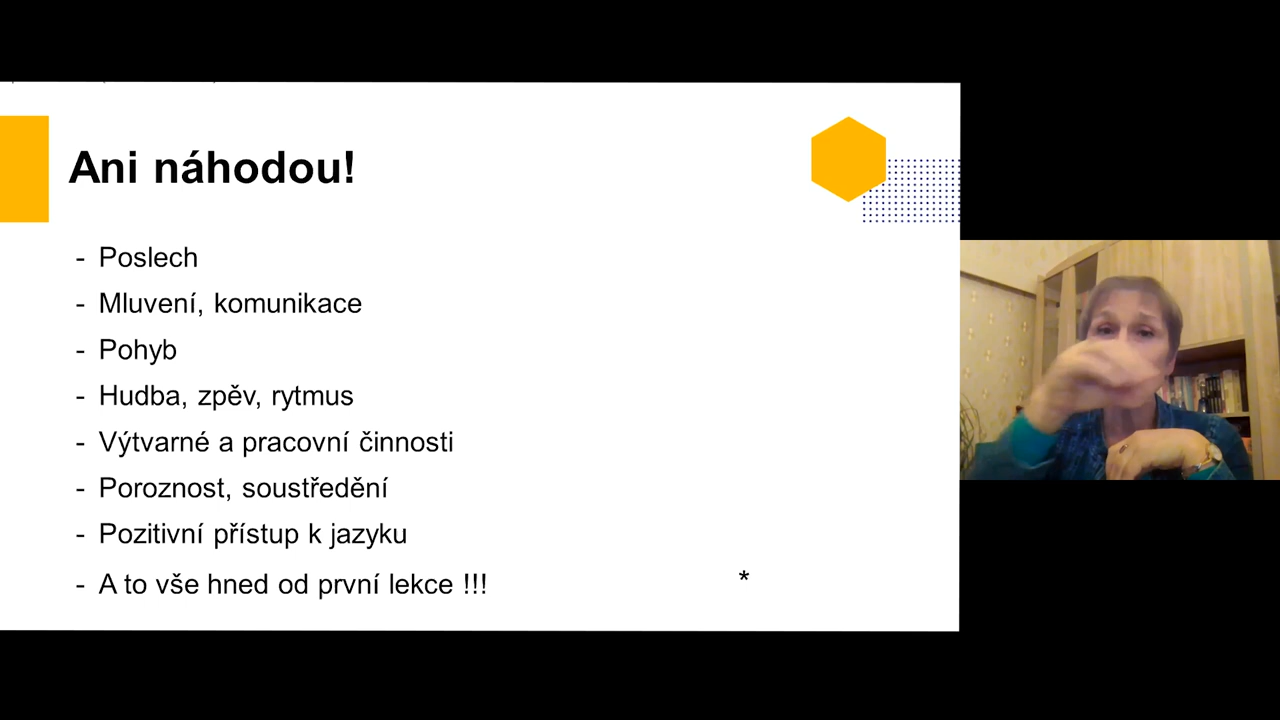 Ani náhodou!
- Poslech
- Mluvení, komunikace
- Pohyb
- Hudba, zpěv, rytmus
- Výtvarné a pracovní činnosti
- Poroznost, soustředění
- Pozitivní přístup k jazyku
- A to vše hned od první lekce !!!
*